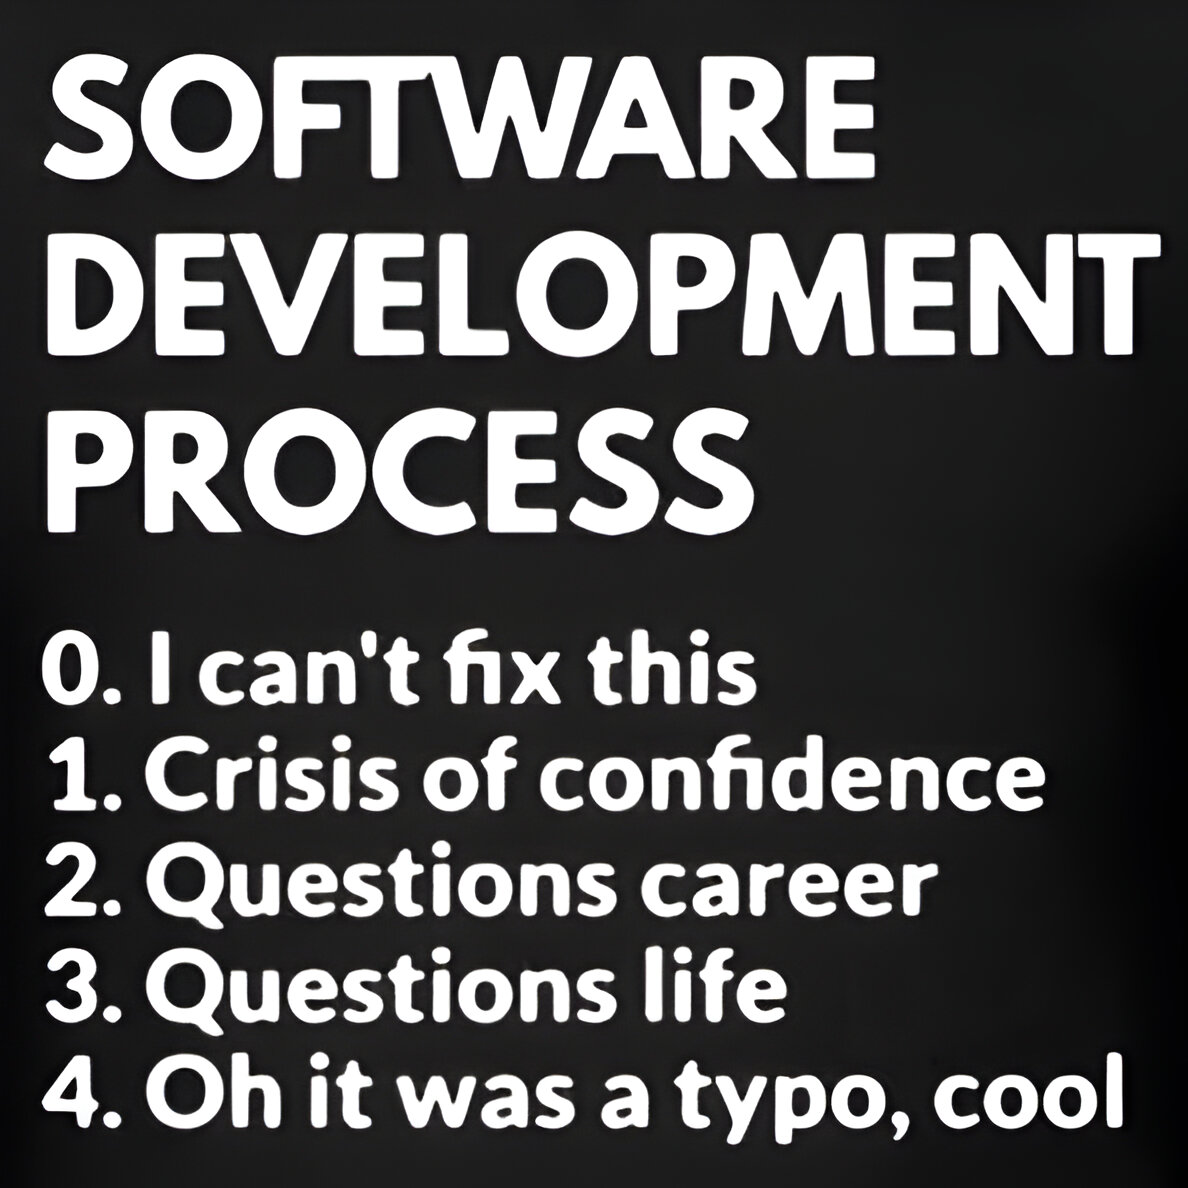 SOFTWARE
DEVELOPMENT
PROCESS
0. I can't fix this
1. Crisis of confidence
2. Questions career
3. Questions life
4. Oh it was a typo, cool